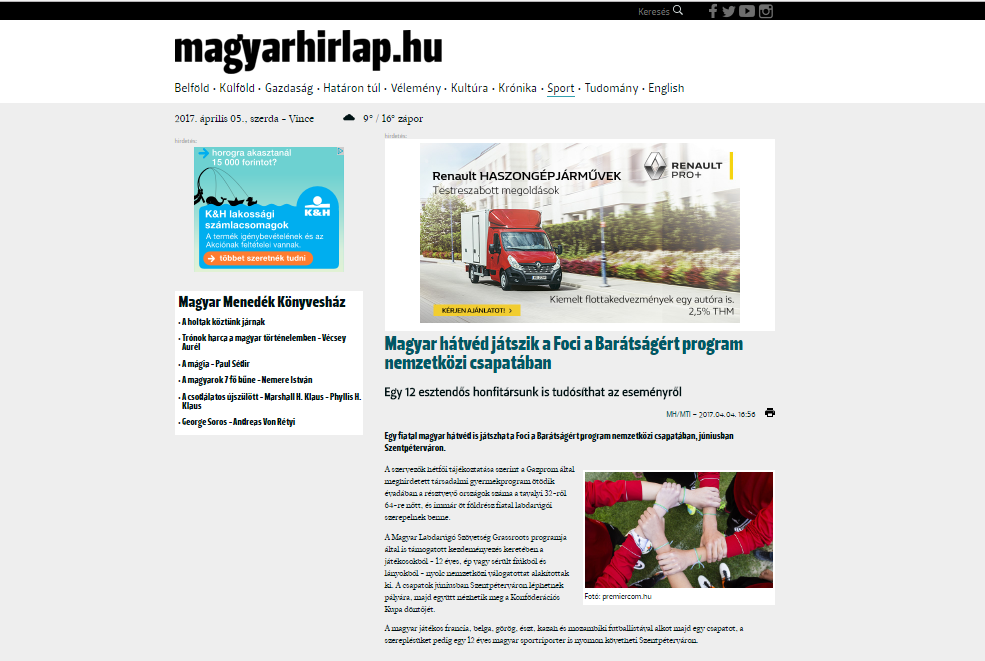 Keresés
magyarhirlap.hu
Belföld • Külföld • Gazdaság • Határon túl • Vélemény • Kultúra • Krónika • Sport • Tudomány • English
2017. április 05., szerda - Vince
9° / 16° zápor
hirdetés:
horogra akasztanál
15 000 forintot?
K&H
K&H lakossági
számlacsomagok
A termék igénybevételének és az
Akciónak feltételei vannak.
többet szeretnék tudni
Magyar Menedék Könyvesház
• A holtak köztünk járnak
• Trónok harca a magyar történelemben - Vécsey
Aurél
• A mágia - Paul Sédir
• A magyarok 7 fő bűne - Nemere István
• A csodálatos újszülött - Marshall H. Klaus - Phyllis H.
Klaus
• George Soros - Andreas Von Rétyi
hirdetés:
Renault HASZONGÉPJÁRMŰVEK
Testreszabott megoldások
RENAULT
PRO+
Kiemelt flottakedvezmények egy autóra is.
KÉRJEN AJÁNLATOT! >
2,5% THM
Magyar hátvéd játszik a Foci a Barátságért program
nemzetközi csapatában
Egy 12 esztendős honfitársunk is tudósíthat az eseményről
MH/MTI – 2017.04.04. 16:56
Egy fiatal magyar hátvéd is játszhat a Foci a Barátságért program nemzetközi csapatában, júniusban
Szentpéterváron.
A szervezők hétfői tájékoztatása szerint a Gazprom által
meghirdetett társadalmi gyermekprogram ötödik
évadában a résztvevő országok száma a tavalyi 32-ről
64-re nőtt, és immár öt földrész fiatal labdarúgói
szerepelnek benne.
A Magyar Labdarúgó Szövetség Grassroots programja
által is támogatott kezdeményezés keretében a
játékosokból - 12 éves, ép vagy sérült fiúkból és
lányokból - nyolc nemzetközi válogatottat alakítottak
ki. A csapatok júniusban Szentpéterváron léphetnek
pályára, majd együtt nézhetik meg a Konföderációs
Kupa döntőjét.
Fotó: premiercom.hu
A magyar játékos francia, belga, görög, észt, kazah és mozambiki futballistával alkot majd egy csapatot, a
szereplésüket pedig egy 12 éves magyar sportriporter is nyomon követheti Szentpéterváron.